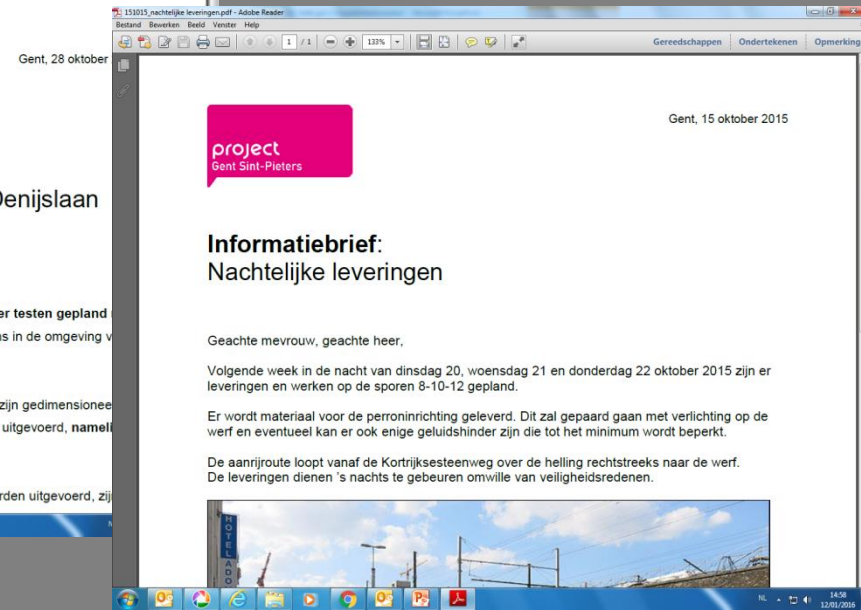 Gent, 28 oktober
Denijslaan
er testen gepland
in de omgeving
zijn
uitgevoerd,
uitgevoerd,
151015_nachtelijke leveringen.pdf - Adobe Reader
Bestand Bewerken Beeld Venster Help
1 / 1 133% Gereedschappen Ondertekenen Opmerking
project
Gent Sint-Pieters
Gent, 15 oktober 2015
Informatiebrief:
Nachtelijke leveringen
Geachte mevrouw, geachte heer,
Volgende week in de nacht van dinsdag 20, woensdag 21 en donderdag 22 oktober 2015 zijn er
leveringen en werken op de sporen 8-10-12 gepland.
Er wordt materiaal voor de perroninrichting geleverd. Dit zal gepaard gaan met verlichting op de
werf en eventueel kan er ook enige geluidshinder zijn die tot het minimum wordt beperkt.
De aanrijroute loopt vanaf de Kortrijksesteenweg over de helling rechtstreeks naar de werf.
De leveringen dienen 's nachts te gebeuren omwille van veiligheidsredenen.
HOTEL ADO
NL 14:58
12/01/2016